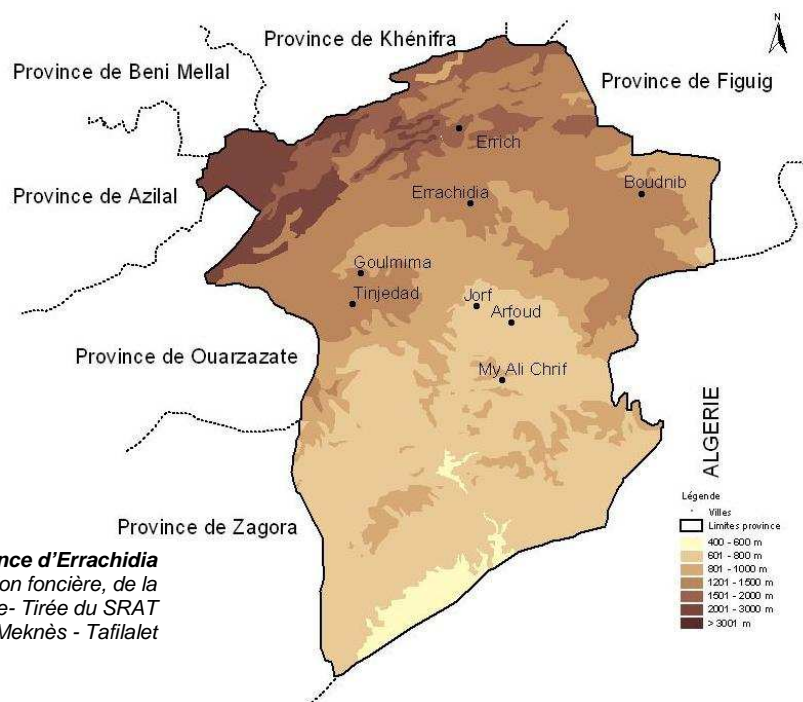 Province de Khénifra
Province de Beni Mellal
Province de Figuig
Errich
Province de Azilal
Errachidia
Boudnib
Goulmima
Tinjedad
Jorf
Arfoud
Province de Ouarzazate
My Ali Chrif
ALGERIE
Province de Zagora
Légende
Villes
Limites province
400 - 600 m
601 - 800 m
801 - 1000 m
1201 - 1500 m
1501 - 2000 m
2001 - 3000 m
> 3001 m
nce d'Errachidia
on foncière, de la
e- Tirée du SRAT
Meknès - Tafilalet
N